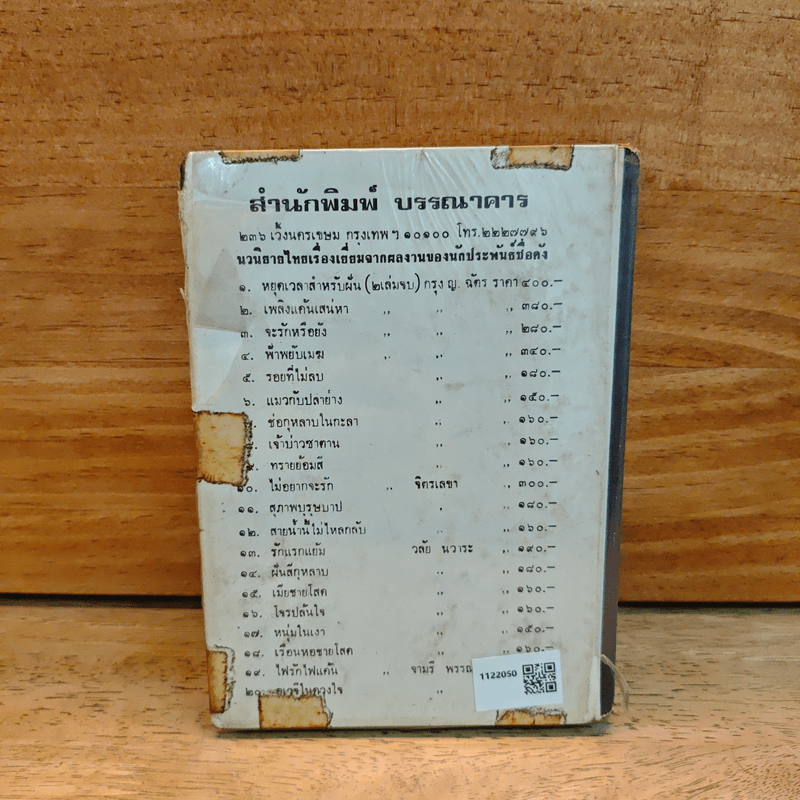 สำนักพิมพ์ บรรณาคาร
๒๓๖ เวิ้งนครเขษม กรุงเทพฯ ๑๐๑๐๐ โทร.๒๒๒๗๗๙๖
นวนิยายไทยเรื่องเยี่ยมจากผลงานของนักประพันธ์ชื่อดัง
๑. หยุดเวลาสำหรับฝัน (๒เล่มจบ) กรุง ญ. ฉัตร ราคา ๔๐๐.–
๒. เพลิงแค้นเสน่หา ,, ,, ,, ๓๘๐.–
๓. จะรักหรือยัง ,, ,, ,, ๒๘๐.–
๔. ฟ้าพยับเมฆ ,, ,, ,, ๓๔๐.–
๕. รอยที่ไม่ลบ ,, ,, ๑๘๐.–
๖. แมวกับปลาย่าง ,, ,, ๑๕๐.–
ช่อกุหลาบในกะลา ,, ,, ๑๖๐.–
เจ้าบ่าวซาตาน ,, ,, ๑๖๐.–
ทรายย้อมสี ,, ,, ๑๖๐.–
๑๐. ไม่อยากจะรัก ,, จิตรเลขา ,, ๓๐๐.–
๑๑. สุภาพบุรุษบาป ,, ,, ๑๘๐.–
๑๒. สายน้ำนี้ไม่ไหลกลับ ,, ,, ๑๖๐.–
๑๓. รักแรกแย้ม วลัย นวาระ ,, ๑๙๐.–
๑๔. ฝันสีกุหลาบ ,, ,, ๑๘๐.–
๑๕. เมียชายโสด ,, ,, ๑๖๐.–
๑๖. โจรปล้นใจ ,, ,, ๑๖๐.–
๑๗. หนุ่มในเงา ,, ,, ๑๕๐.–
๑๘. เรือนหอชายโสด ,, ,, ๑๖๐.–
๑๙. ไฟรักไฟแค้น ,, จามรี
๒๐. ,,
1122050